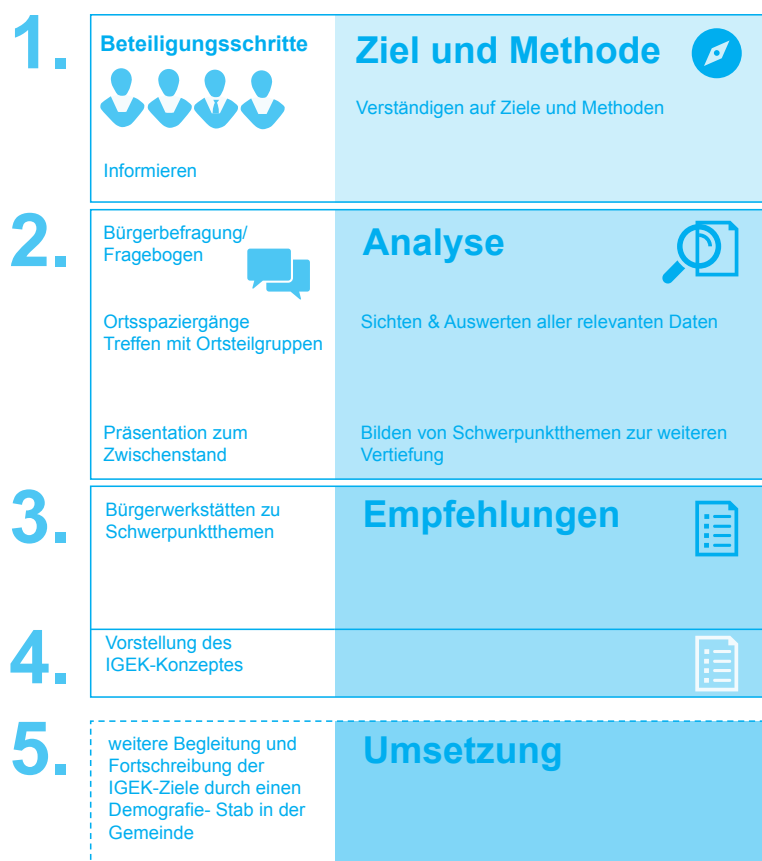 1.
Beteiligungsschritte
Informieren
Ziel und Methode
Verständigen auf Ziele und Methoden
2.
Bürgerbefragung/
Fragebogen
Ortsspaziergänge
Treffen mit Ortsteilgruppen
Präsentation zum
Zwischenstand
Analyse
Sichten & Auswerten aller relevanten Daten
Bilden von Schwerpunktthemen zur weiteren
Vertiefung
3.
Bürgerwerkstätten zu
Schwerpunktthemen
Empfehlungen
4.
Vorstellung des
IGEK-Konzeptes
5.
weitere Begleitung und
Fortschreibung der
IGEK-Ziele durch einen
Demografie- Stab in der
Gemeinde
Umsetzung